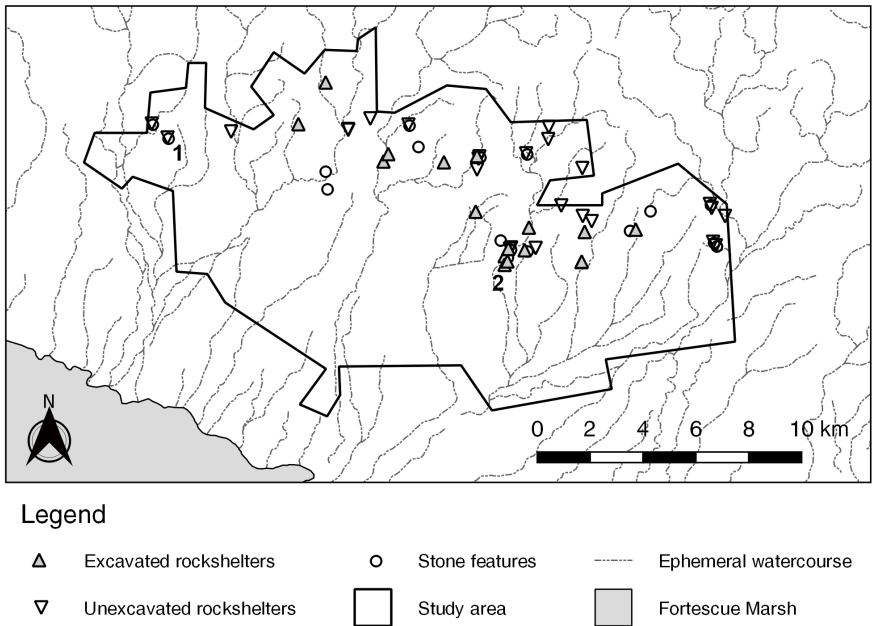 1
2
N
0 2 4 6 8 10 km
Legend
Excavated rockshelters
Stone features
Ephemeral watercourse
Unexcavated rockshelters
Study area
Fortescue Marsh